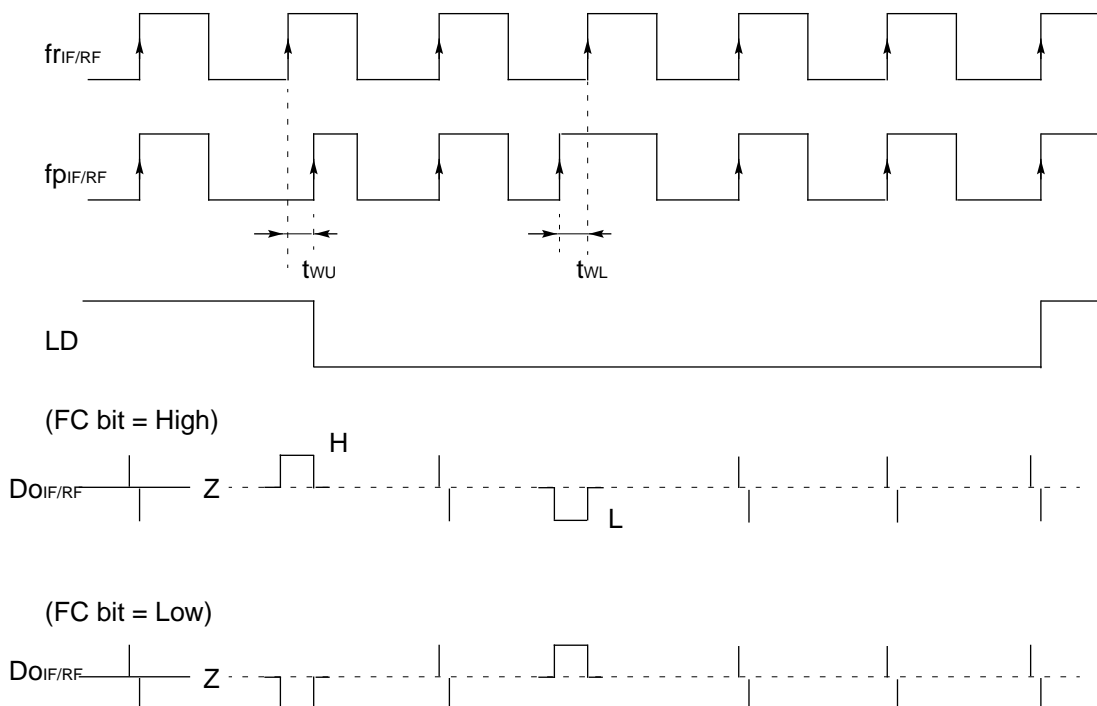 frIF/RF
fpIF/RF
tWU
tWL
LD
(FC bit = High)
H
DoIF/RF
Z
L
(FC bit = Low)
DoIF/RF
Z